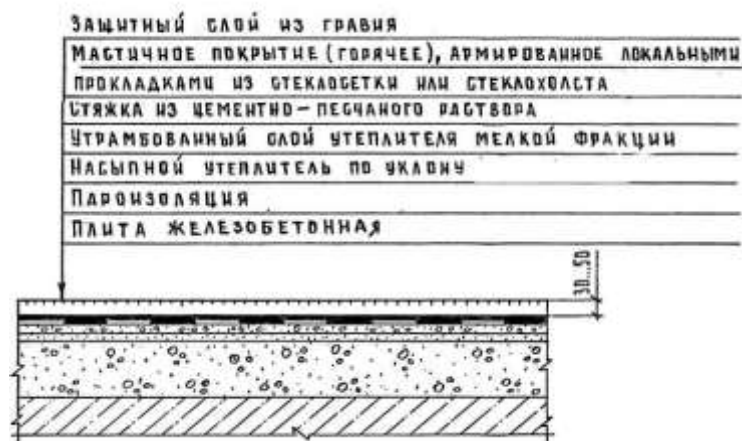 ЗАЩИТНЫЙ СЛОЙ ИЗ ГРАВИЯ
МАСТИЧНОЕ ПОКРЫТИЕ (ГОРЯЧЕЕ), АРМИРОВАННОЕ ЛОКАЛЬНЫМИ
ПРОКЛАДКАМИ ИЗ СТЕКЛОСЕТКИ ИЛИ СТЕКЛОХОЛСТА
СТЯЖКА ИЗ ЦЕМЕНТНО-ПЕСЧАНОГО РАСТВОРА
УТРАМБОВАННЫЙ СЛОЙ УТЕПЛИТЕЛЯ МЕЛКОЙ ФРАКЦИИ
НАСЫПНОЙ УТЕПЛИТЕЛЬ ПО УКЛОНУ
ПАРОИЗОЛЯЦИЯ
ПЛИТА ЖЕЛЕЗОБЕТОННАЯ
30...50